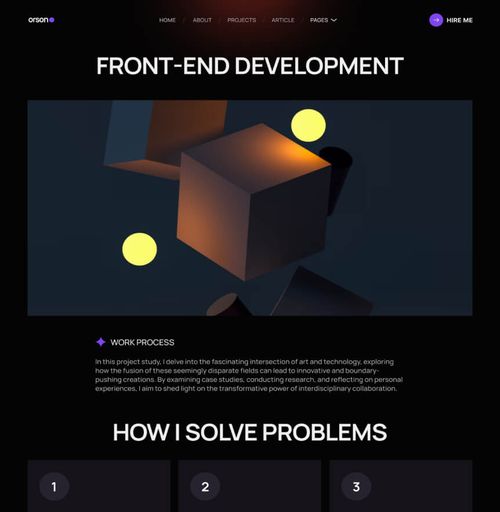 orson
HOME / ABOUT / PROJECTS / ARTICLE / PAGES
HIRE ME
FRONT-END DEVELOPMENT
WORK PROCESS
In this project study, I delve into the fascinating intersection of art and technology, exploring
how the fusion of these seemingly disparate fields can lead to innovative and boundary-
pushing creations. By examining case studies, conducting research, and reflecting on personal
experiences, I aim to shed light on the transformative power of interdisciplinary collaboration.
HOW I SOLVE PROBLEMS
1
2
3